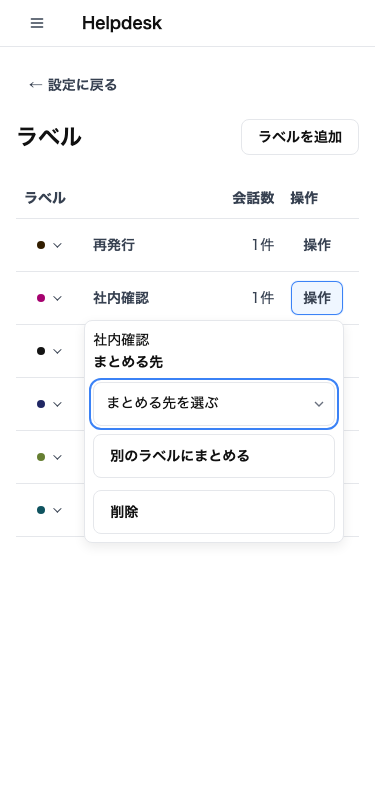 Helpdesk
← 設定に戻る
ラベル
ラベルを追加
ラベル 会話数 操作
再発行 1件 操作
社内確認 1件 操作
社内確認
まとめる先
まとめる先を選ぶ
別のラベルにまとめる
削除